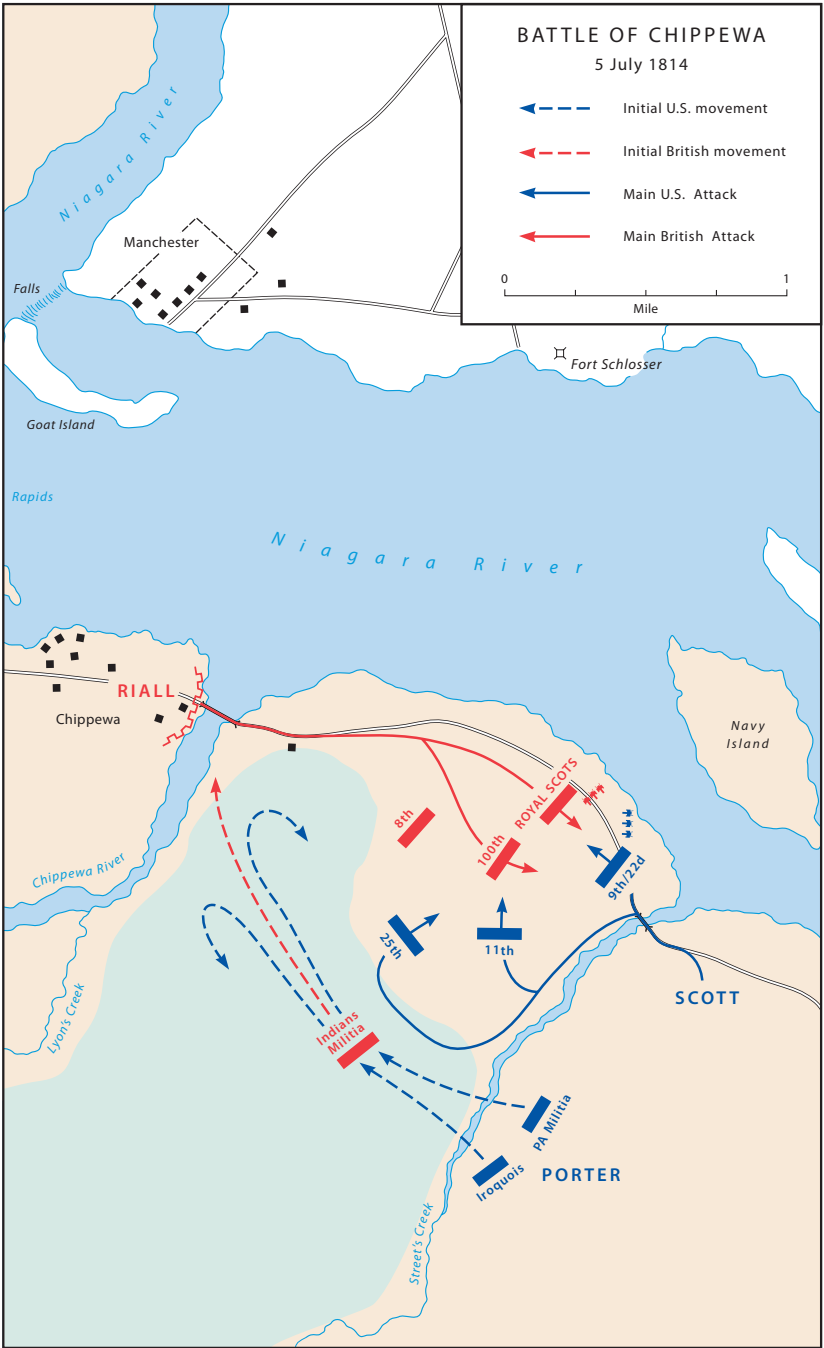 BATTLE OF CHIPPEWA
5 July 1814
Initial U.S. movement
Initial British movement
Main U.S. Attack
Main British Attack
0 1
Mile
Niagara River
Manchester
Falls
Fort Schlosser
Goat Island
Rapids
Niagara River
RIALL
Chippewa
Navy
Island
ROYAL SCOTS
8th
100th
9th/22d
Chippewa River
25th
11th
SCOTT
Lyon's Creek
Indians
Militia
PA Militia
Iroquois
PORTER
Street's Creek